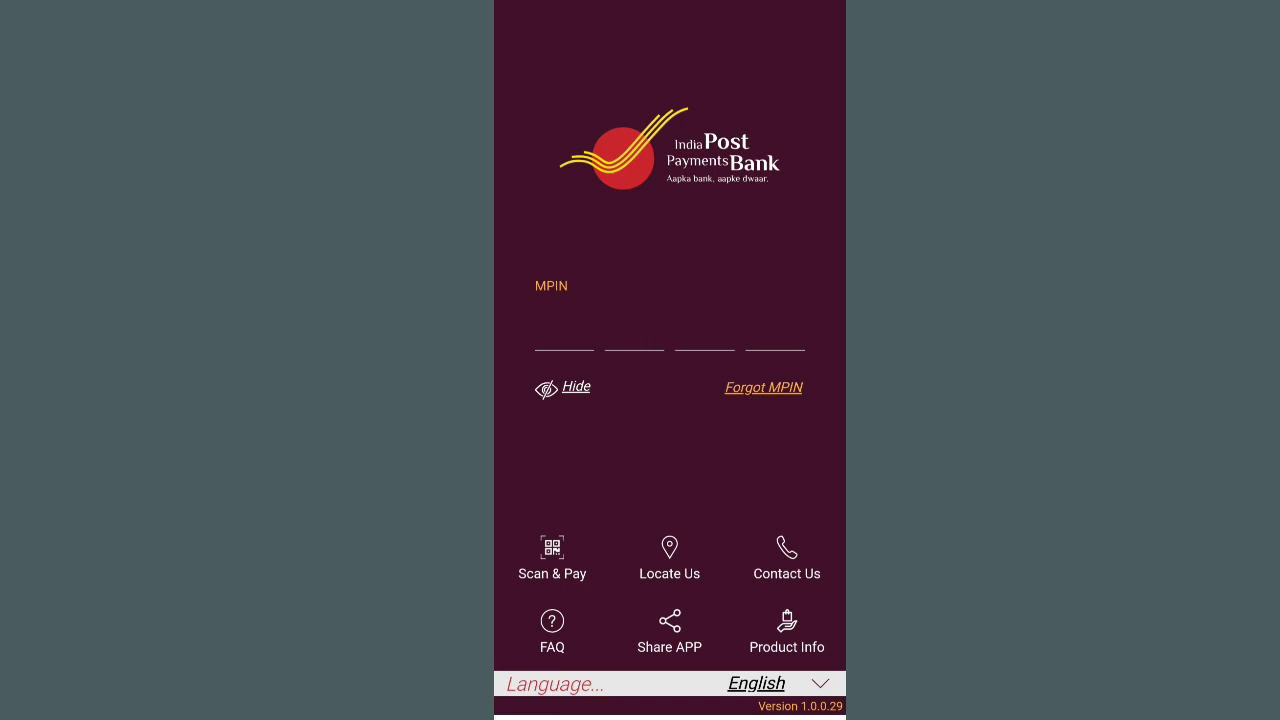 India Post
Payments Bank
Aapka bank, aapke dwaar.
MPIN
Hide
Forgot MPIN
Scan & Pay
Locate Us
Contact Us
FAQ
Share APP
Product Info
Language...
English
Version 1.0.0.29